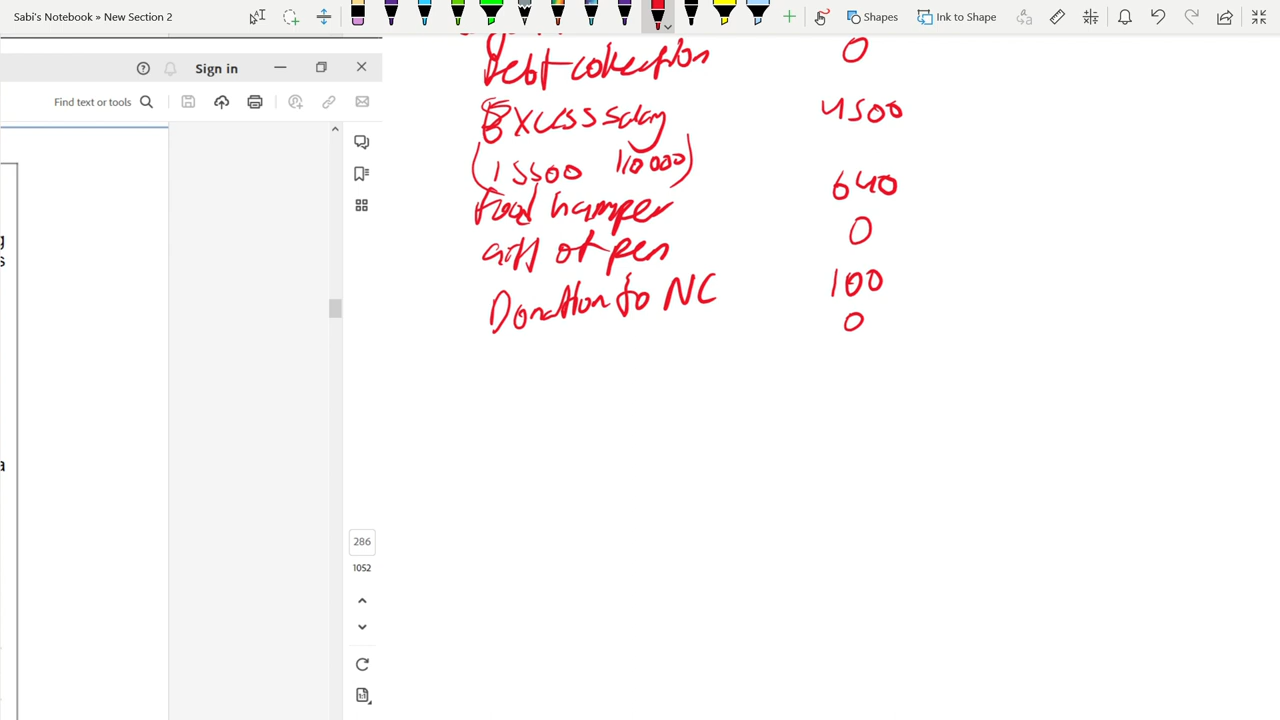 Sabi's Notebook » New Section 2
Shapes
Ink to Shape
Sign in
Find text or tools
g
s
a
286
1052
Debt collection 0
Excess salary 4500
(15500 110000)
food hamper 640
Gift of pen 0
Donation to NC 100
0